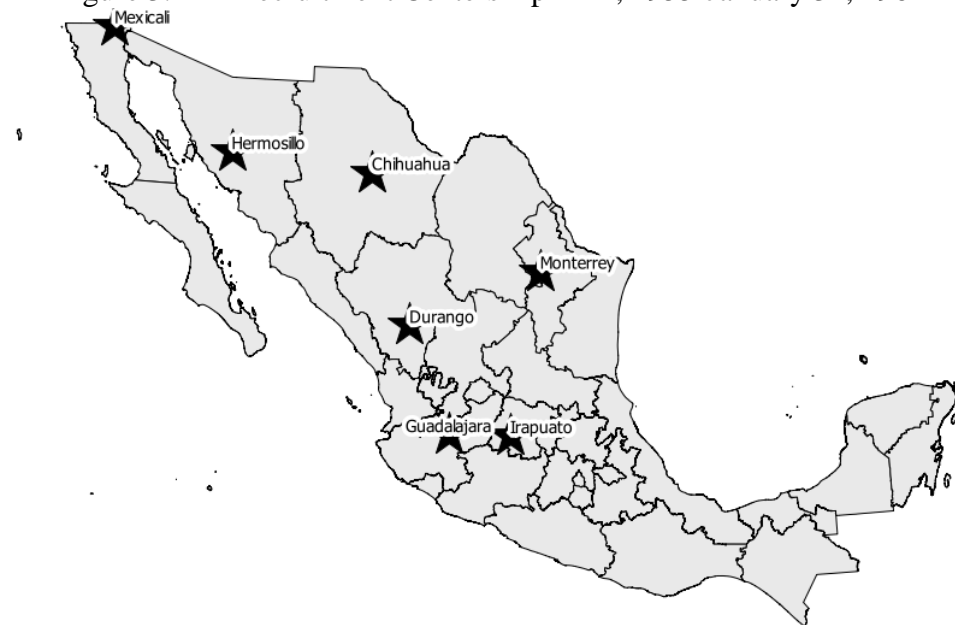 Mexicali
Hermosillo
Chihuahua
Monterrey
Durango
Guadalajara
Irapuato